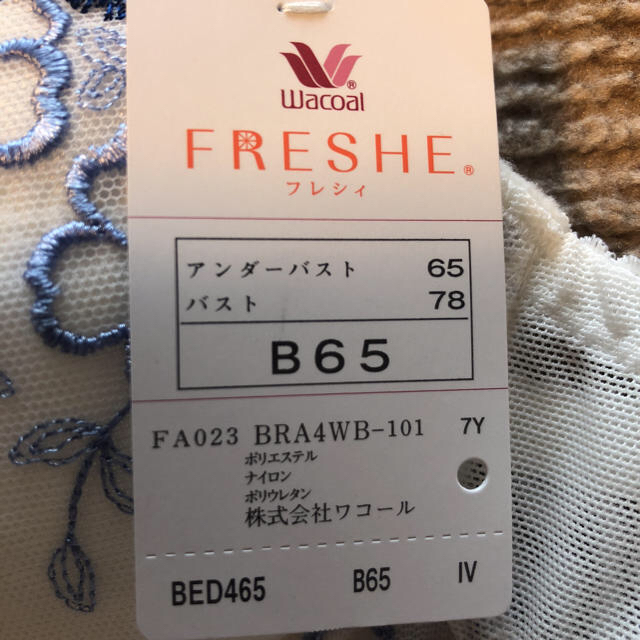 Wacoal®
FRESHE®
フレシィ
アンダーバスト 65
バスト 78
B65
FA023 BRA4WB-101 7Y
ポリエステル
ナイロン
ポリウレタン
株式会社ワコール
BED465 B65 IV